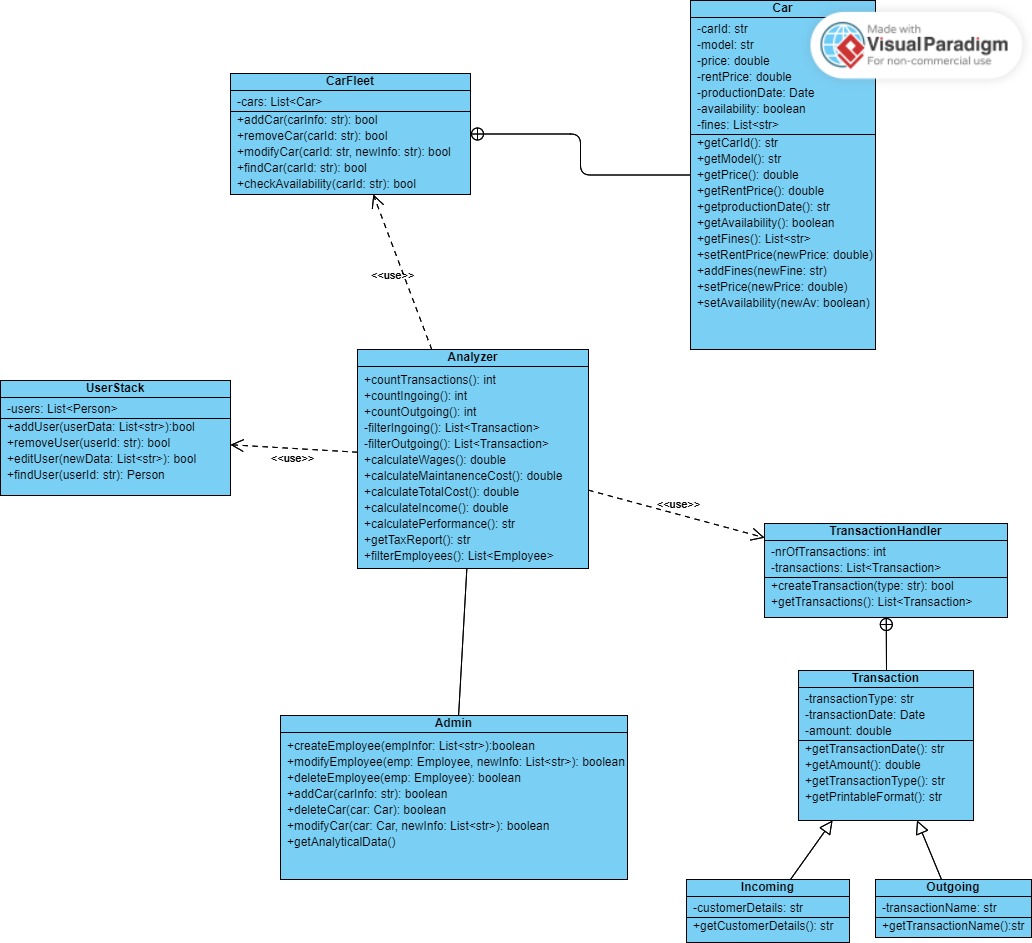 Car
-carId: str
-model: str
-price: double
-rentPrice: double
-productionDate: Date
-availability: boolean
-fines: List<str>
+getCarId(): str
+getModel(): str
+getPrice(): double
+getRentPrice(): double
+getproductionDate(): str
+getAvailability(): boolean
+getFines(): List<str>
+setRentPrice(newPrice: double)
+addFines(newFine: str)
+setPrice(newPrice: double)
+setAvailability(newAv: boolean)
Made with
VisualParadigm
For non-commercial use
CarFleet
-cars: List<Car>
+addCar(carInfo: str): bool
+removeCar(carId: str): bool
+modifyCar(carId: str, newInfo: str): bool
+findCar(carId: str): bool
+checkAvailability(carId: str): bool
<<use>>
Analyzer
+countTransactions(): int
+countIngoing(): int
+countOutgoing(): int
-filterIngoing(): List<Transaction>
-filterOutgoing(): List<Transaction>
+calculateWages(): double
+calculateMaintanenceCost(): double
+calculateTotalCost(): double
+calculateIncome(): double
+calculatePerformance(): str
+getTaxReport(): str
+filterEmployees(): List<Employee>
UserStack
-users: List<Person>
+addUser(userData: List<str>):bool
+removeUser(userId: str): bool
+editUser(newData: List<str>): bool
+findUser(userId: str): Person
<<use>>
<<use>>
TransactionHandler
-nrOfTransactions: int
-transactions: List<Transaction>
+createTransaction(type: str): bool
+getTransactions(): List<Transaction>
Transaction
-transactionType: str
-transactionDate: Date
-amount: double
+getTransactionDate(): str
+getAmount(): double
+getTransactionType(): str
+getPrintableFormat(): str
Admin
+createEmployee(empInfor: List<str>):boolean
+modifyEmployee(emp: Employee, newInfo: List<str>): boolean
+deleteEmployee(emp: Employee): boolean
+addCar(carInfo: str): boolean
+deleteCar(car: Car): boolean
+modifyCar(car: Car, newInfo: List<str>): boolean
+getAnalyticalData()
Incoming
-customerDetails: str
+getCustomerDetails(): str
Outgoing
-transactionName: str
+getTransactionName():str